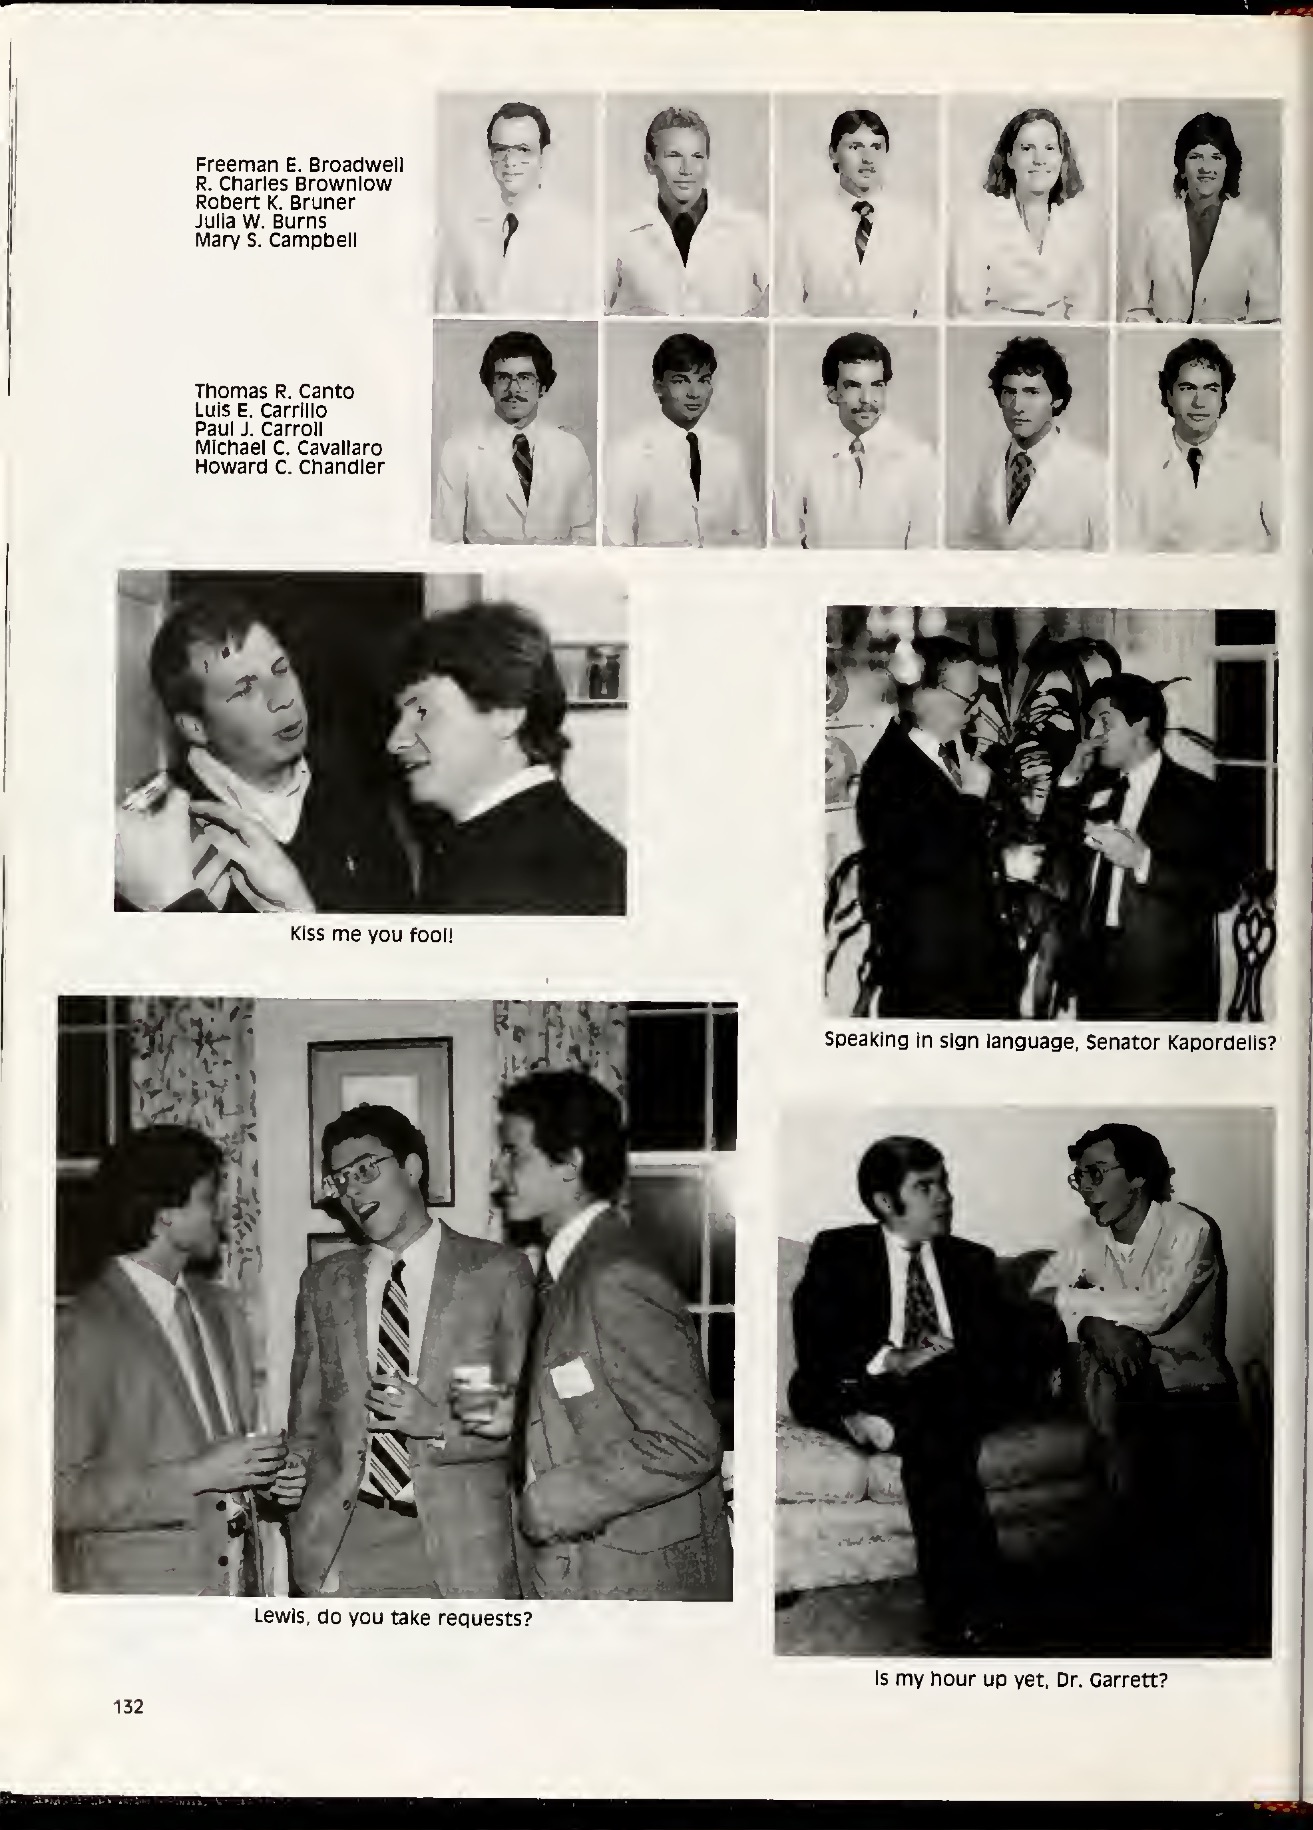 Freeman E. Broadwell
R. Charles Brownlow
Robert K. Bruner
Julia W. Burns
Mary S. Campbell
Thomas R. Canto
Luis E. Carrillo
Paul J. Carroll
Michael C. Cavallaro
Howard C. Chandler
Kiss me you fool!
Speaking in sign language, Senator Kapordelis?
Lewis, do you take requests?
Is my hour up yet, Dr. Garrett?
132